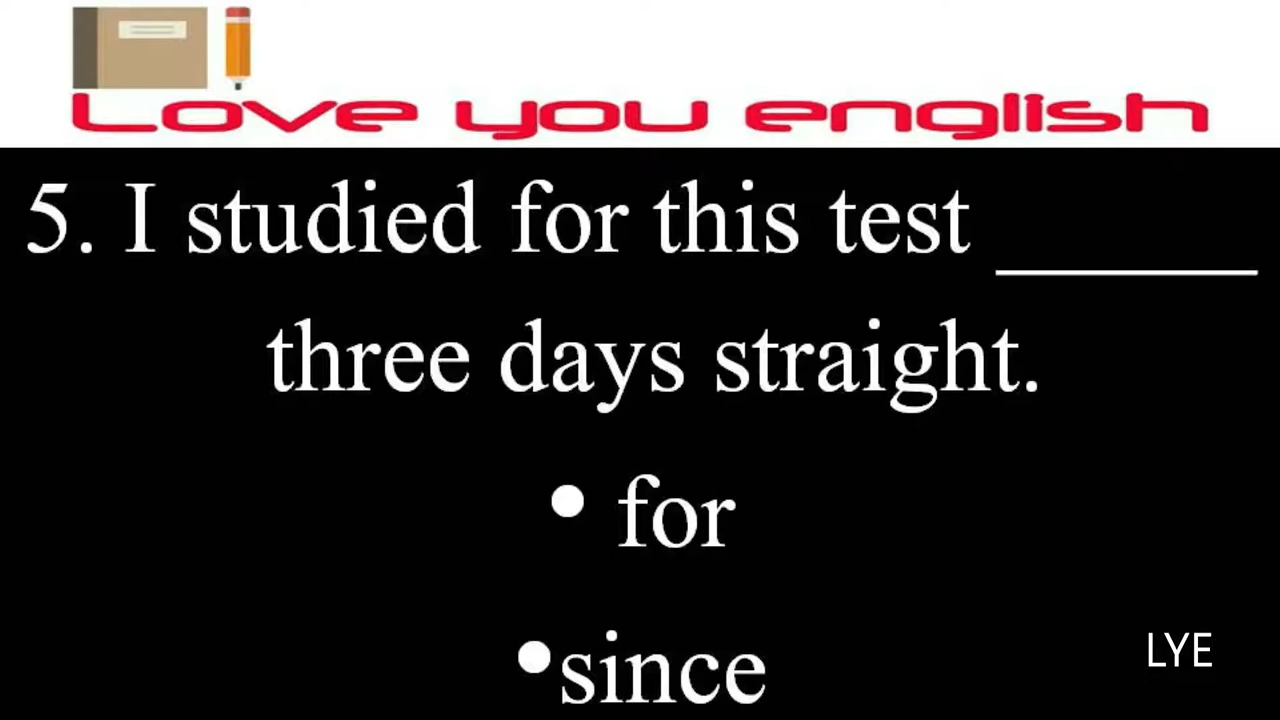 Love you english
5. I studied for this test ______
three days straight.
• for
•since
LYE